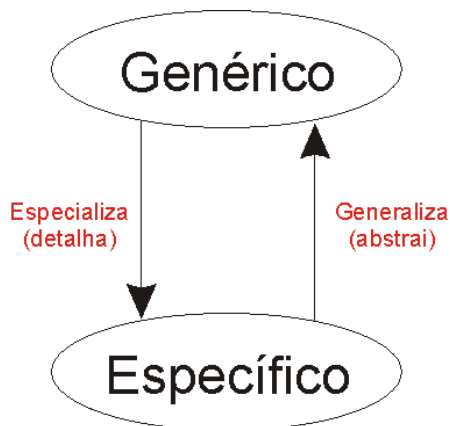 Genérico
Especializa
(detalha)
Generaliza
(abstrai)
Específico